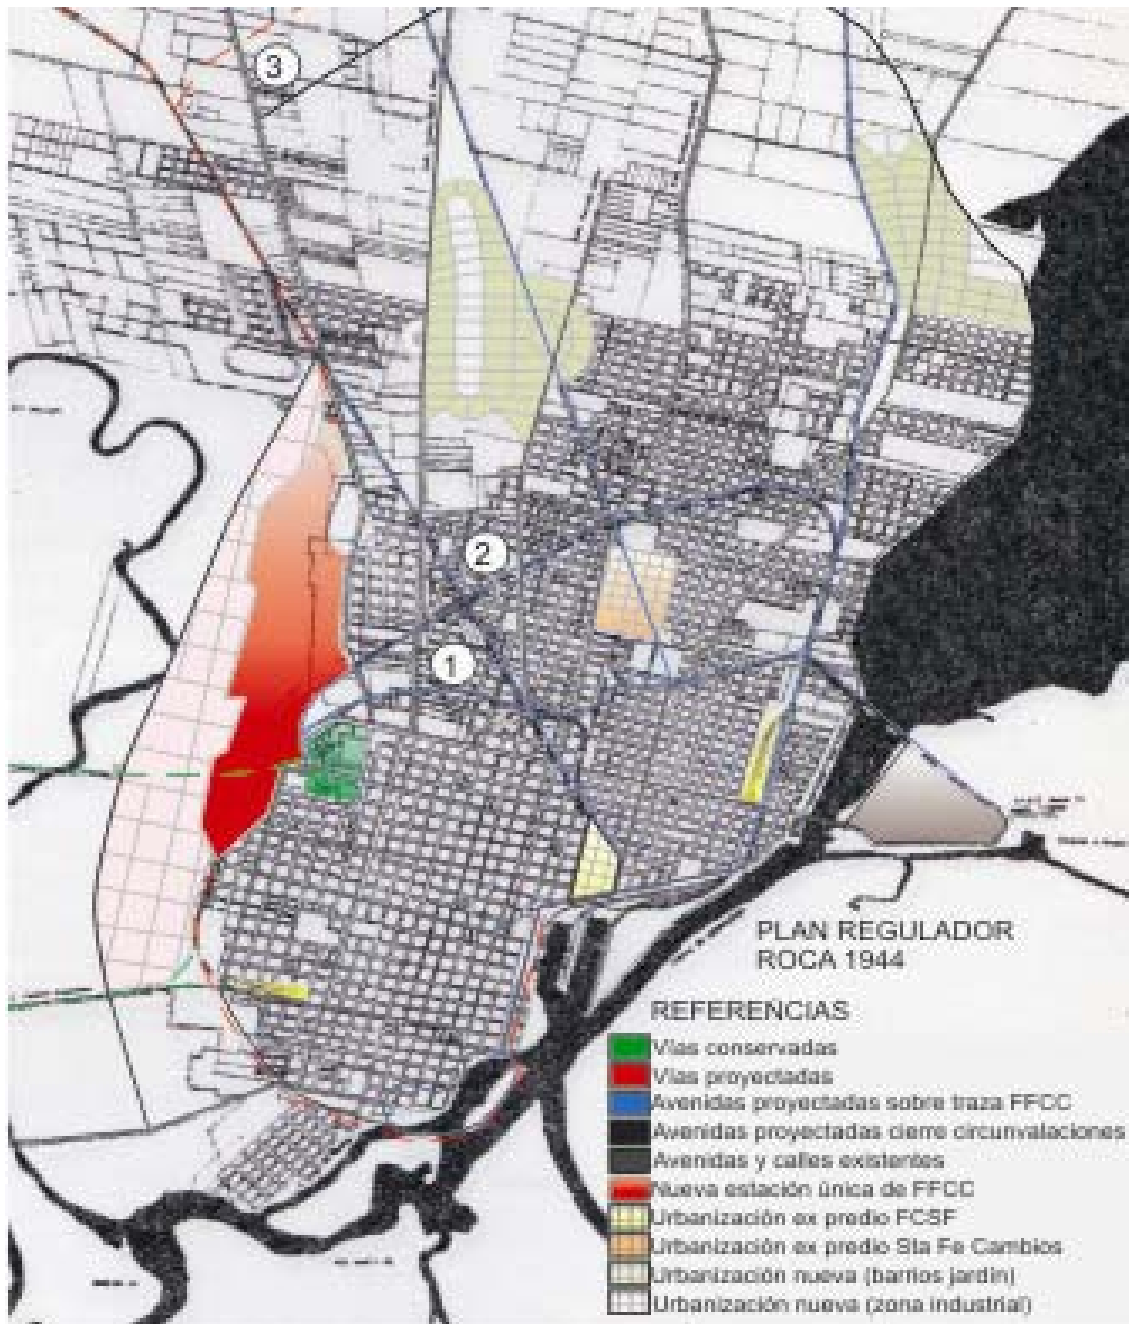 3
2
1
PLAN REGULADOR
ROCA 1944
REFERENCIAS
Vías conservadas
Vías proyectadas
Avenidas proyectadas sobre traza FFCC
Avenidas proyectadas cierre circunvalaciones
Avenidas y calles existentes
Nueva estación única de FFCC
Urbanización ex predio FCSF
Urbanización ex predio Sta Fe Cambios
Urbanización nueva (barrios jardín)
Urbanización nueva (zona industrial)